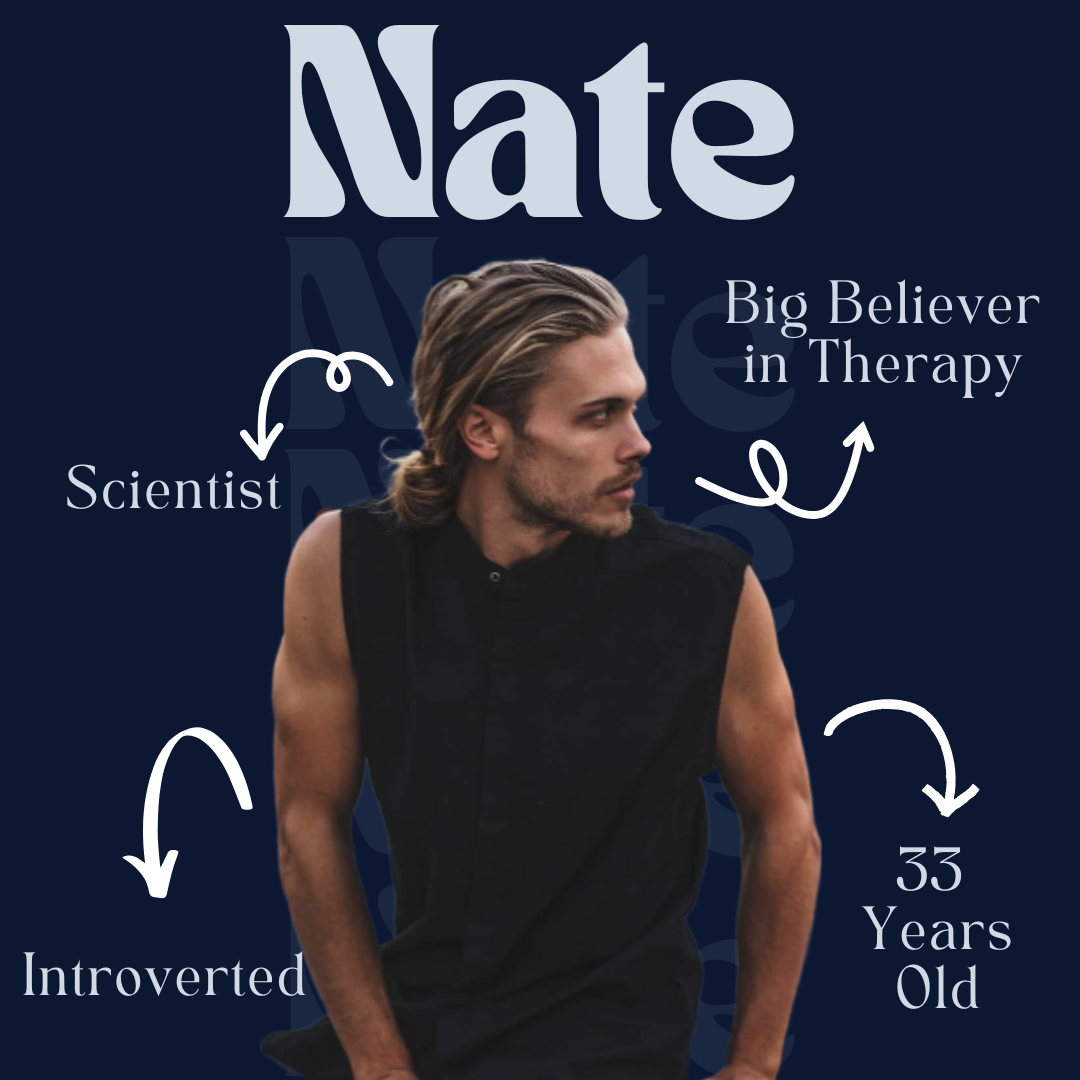 Nate
Big Believer
in Therapy
Scientist
Introverted
33
Years
Old